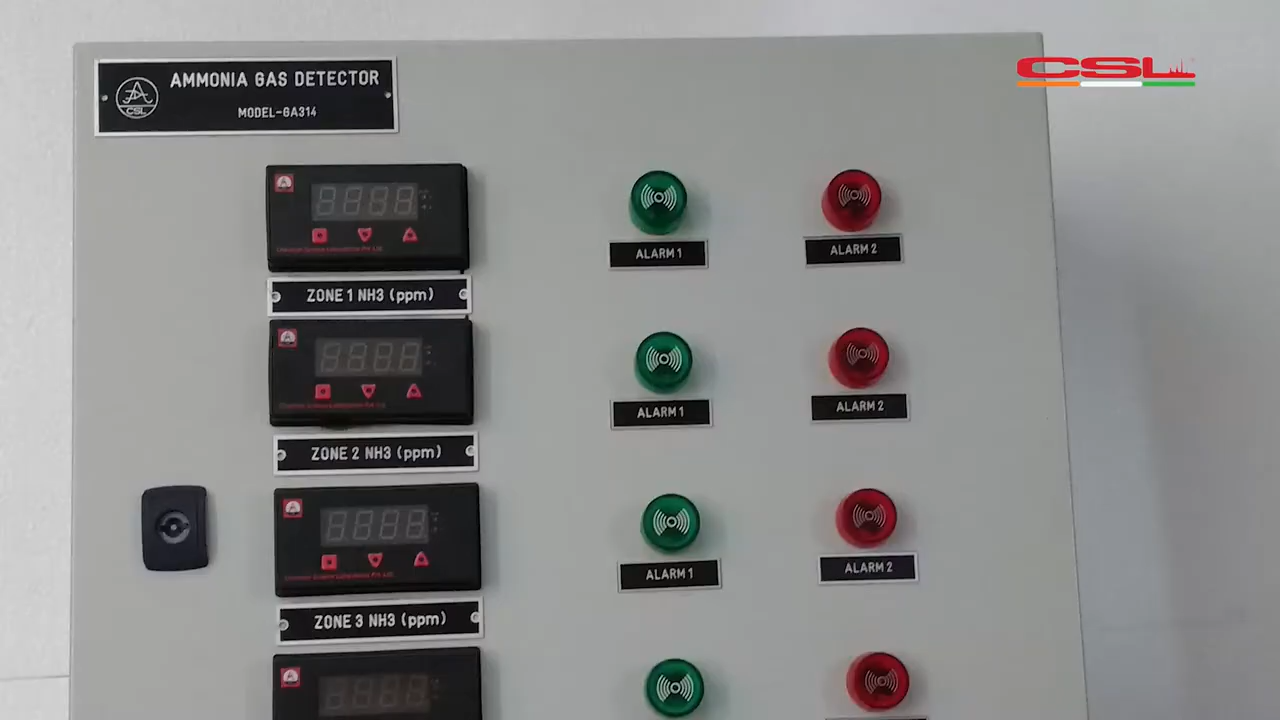 CSL
AMMONIA GAS DETECTOR
MODEL-GA314
CSL
ALARM 1
ALARM 2
ZONE 1 NH3 (ppm)
ALARM 1
ALARM 2
ZONE 2 NH3 (ppm)
ALARM 1
ALARM 2
ZONE 3 NH3 (ppm)